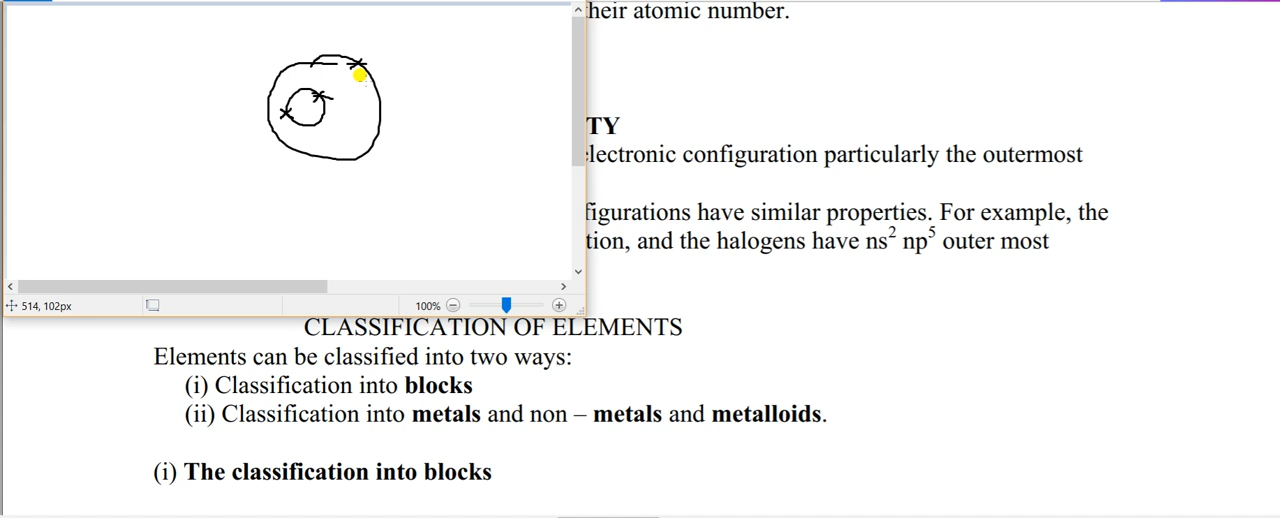 heir atomic number.
TY
electronic configuration particularly the outermost
figurations have similar properties. For example, the
tion, and the halogens have ns² np⁵ outer most
514, 102px
100%
CLASSIFICATION OF ELEMENTS
Elements can be classified into two ways:
(i) Classification into blocks
(ii) Classification into metals and non – metals and metalloids.
(i) The classification into blocks